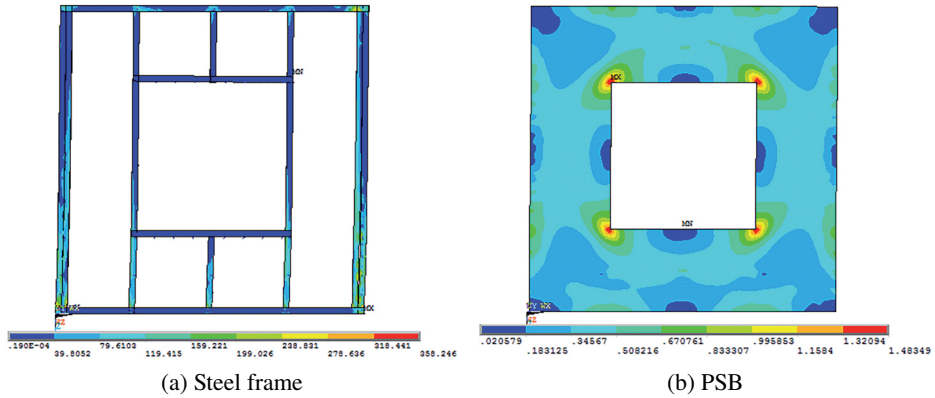 MN
MX
.190E-04
79.6103
159.221
238.831
318.441
39.8052
119.415
199.026
278.636
358.246
(a) Steel frame
MX
MN
.020579
.34567
.670761
.995853
1.32094
.183125
.508216
.833307
1.1584
1.48349
(b) PSB